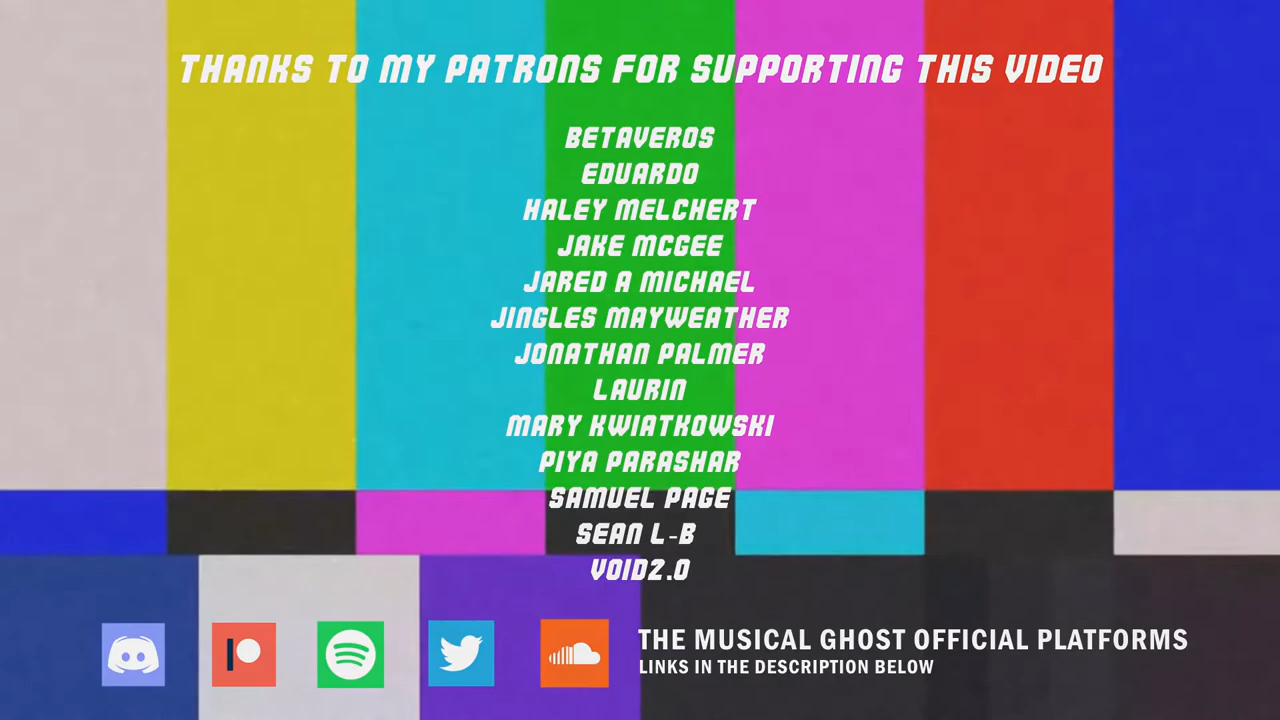 THANKS TO MY PATRONS FOR SUPPORTING THIS VIDEO
BETAVEROS
EDUARDO
HALEY MELCHERT
JAKE MCGEE
JARED A MICHAEL
JINGLES MAYWEATHER
JONATHAN PALMER
LAURIN
MARY KWIATKOWSKI
PIYA PARASHAR
SAMUEL PAGE
SEAN L-B
VOID2.0
THE MUSICAL GHOST OFFICIAL PLATFORMS
LINKS IN THE DESCRIPTION BELOW